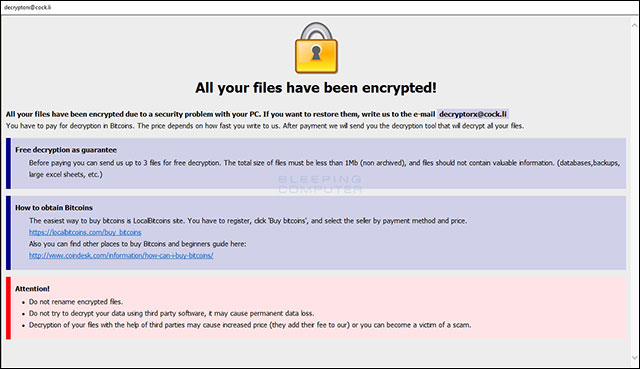 decryptorx@cock.li
All your files have been encrypted!
All your files have been encrypted due to a security problem with your PC. If you want to restore them, write us to the e-mail decryptorx@cock.li
You have to pay for decryption in Bitcoins. The price depends on how fast you write to us. After payment we will send you the decryption tool that will decrypt all your files.
Free decryption as guarantee
Before paying you can send us up to 3 files for free decryption. The total size of files must be less than 1Mb (non archived), and files should not contain valuable information. (databases,backups,
large excel sheets, etc.)
BLEEPING
COMPUTER
How to obtain Bitcoins
The easiest way to buy bitcoins is LocalBitcoins site. You have to register, click 'Buy bitcoins', and select the seller by payment method and price.
https://localbitcoins.com/buy_bitcoins
Also you can find other places to buy Bitcoins and beginners guide here:
http://www.coindesk.com/information/how-can-i-buy-bitcoins/
Attention!
• Do not rename encrypted files.
• Do not try to decrypt your data using third party software, it may cause permanent data loss.
• Decryption of your files with the help of third parties may cause increased price (they add their fee to our) or you can become a victim of a scam.